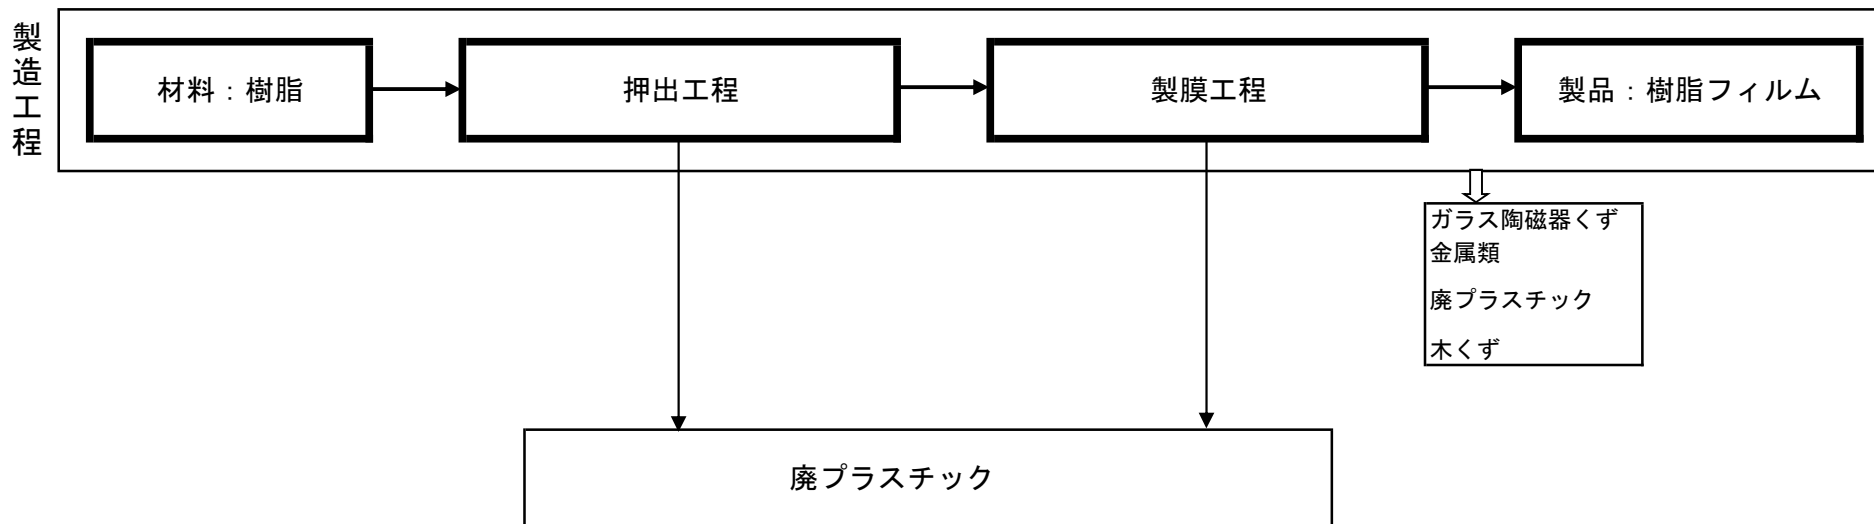 製造工程
材料：樹脂
押出工程
製膜工程
製品：樹脂フィルム
ガラス陶磁器くず
金属類
廃プラスチック
木くず
廃プラスチック